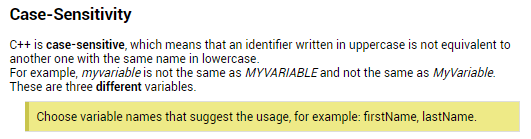 Case-Sensitivity
C++ is case-sensitive, which means that an identifier written in uppercase is not equivalent to
another one with the same name in lowercase.
For example, myvariable is not the same as MYVARIABLE and not the same as MyVariable.
These are three different variables.
Choose variable names that suggest the usage, for example: firstName, lastName.